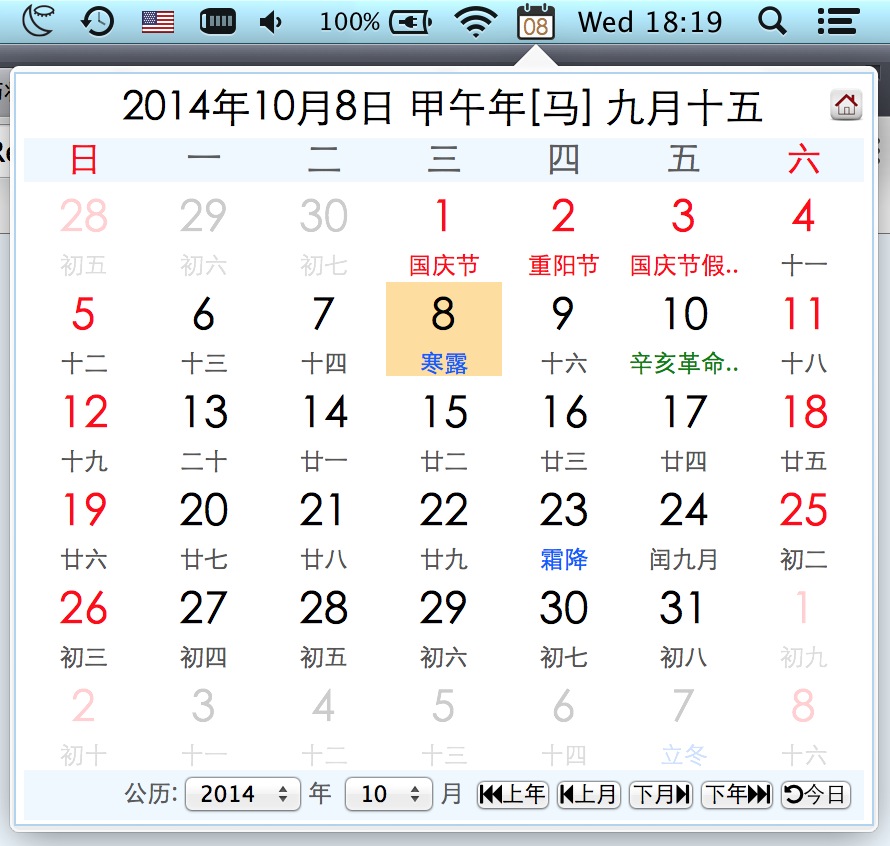 100% 08 Wed 18:19
2014年10月8日 甲午年[马] 九月十五
日 一 二 三 四 五 六
28 29 30 1 2 3 4
初五 初六 初七 国庆节 重阳节 国庆节假.. 十一
5 6 7 8 9 10 11
十二 十三 十四 寒露 十六 辛亥革命.. 十八
12 13 14 15 16 17 18
十九 二十 廿一 廿二 廿三 廿四 廿五
19 20 21 22 23 24 25
廿六 廿七 廿八 廿九 霜降 闰九月 初二
26 27 28 29 30 31 1
初三 初四 初五 初六 初七 初八 初九
2 3 4 5 6 7 8
初十 十一 十二 十三 十四 立冬 十六
公历: 2014 年 10 月 上年 上月 下月 下年 今日